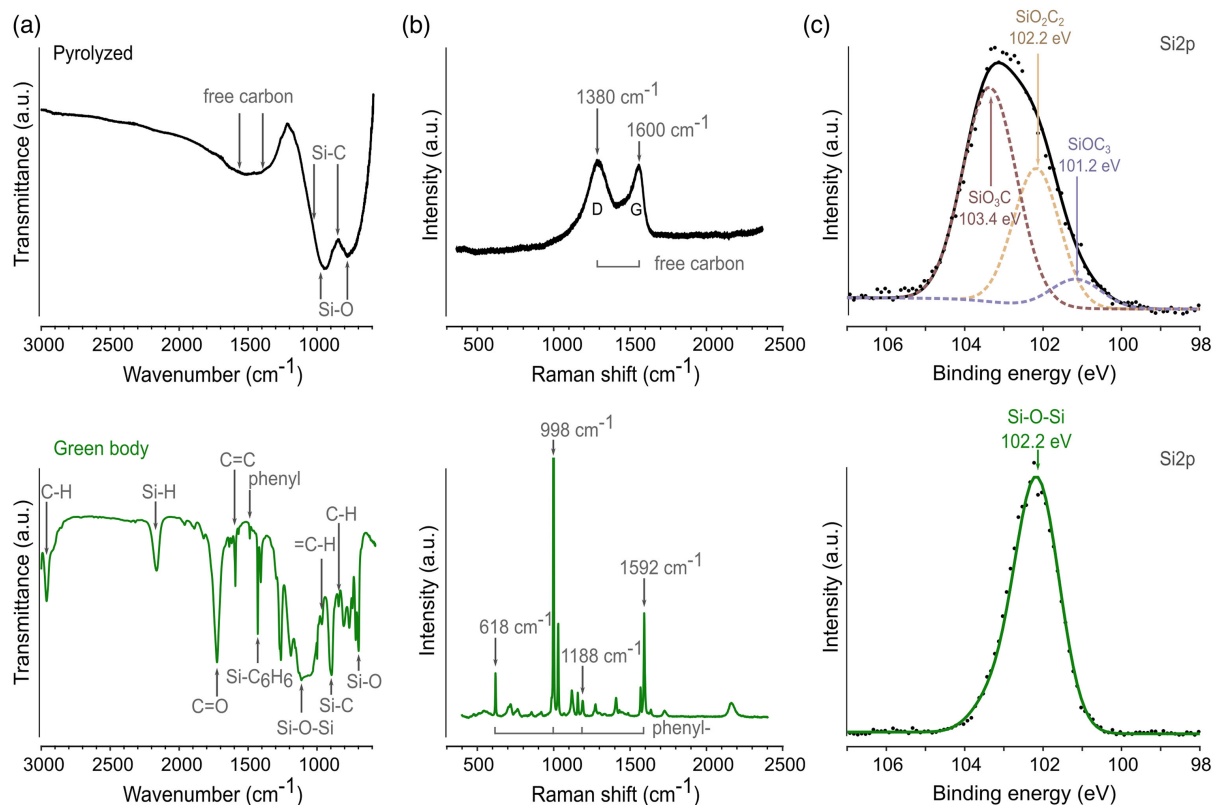 (a)
Pyrolyzed
free carbon
Si-C
Si-O
Transmittance (a.u.)
3000 2500 2000 1500 1000
Wavenumber (cm⁻¹)
(b)
1380 cm⁻¹
1600 cm⁻¹
D
G
free carbon
Intensity (a.u.)
500 1000 1500 2000 2500
Raman shift (cm⁻¹)
(c)
SiO₂C₂
102.2 eV
Si2p
SiOC₃
101.2 eV
SiO₃C
103.4 eV
Intensity (a.u.)
106 104 102 100 98
Binding energy (eV)
Green body
C=C
phenyl
C-H
Si-H
C-H
=C-H
Si-C₆H₆
Si-O
C=O
Si-C
Si-O-Si
Transmittance (a.u.)
3000 2500 2000 1500 1000
Wavenumber (cm⁻¹)
998 cm⁻¹
1592 cm⁻¹
618 cm⁻¹
1188 cm⁻¹
phenyl-
Intensity (a.u.)
500 1000 1500 2000 2500
Raman shift (cm⁻¹)
Si-O-Si
102.2 eV
Si2p
Intensity (a.u.)
106 104 102 100 98
Binding energy (eV)